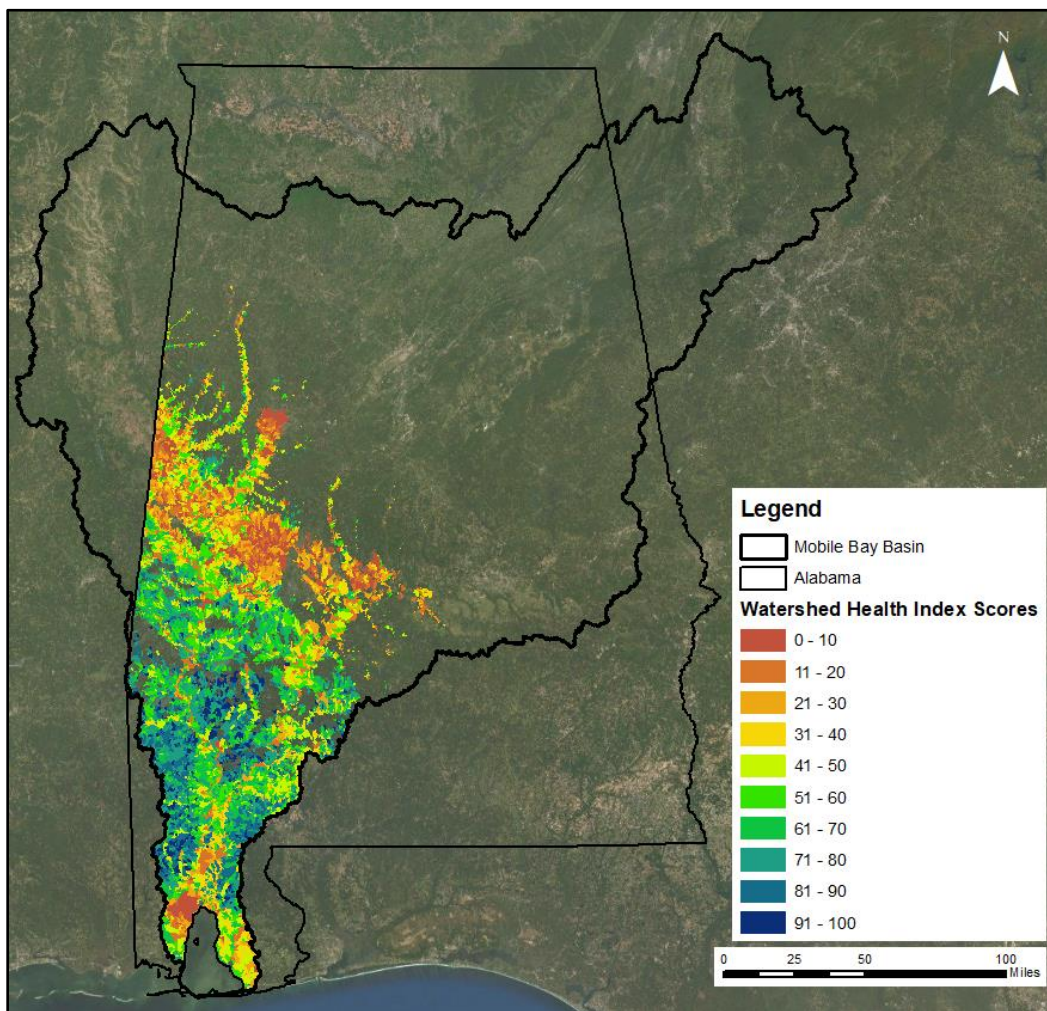 N
Legend
Mobile Bay Basin
Alabama
Watershed Health Index Scores
0 - 10
11 - 20
21 - 30
31 - 40
41 - 50
51 - 60
61 - 70
71 - 80
81 - 90
91 - 100
0 25 50 100
Miles